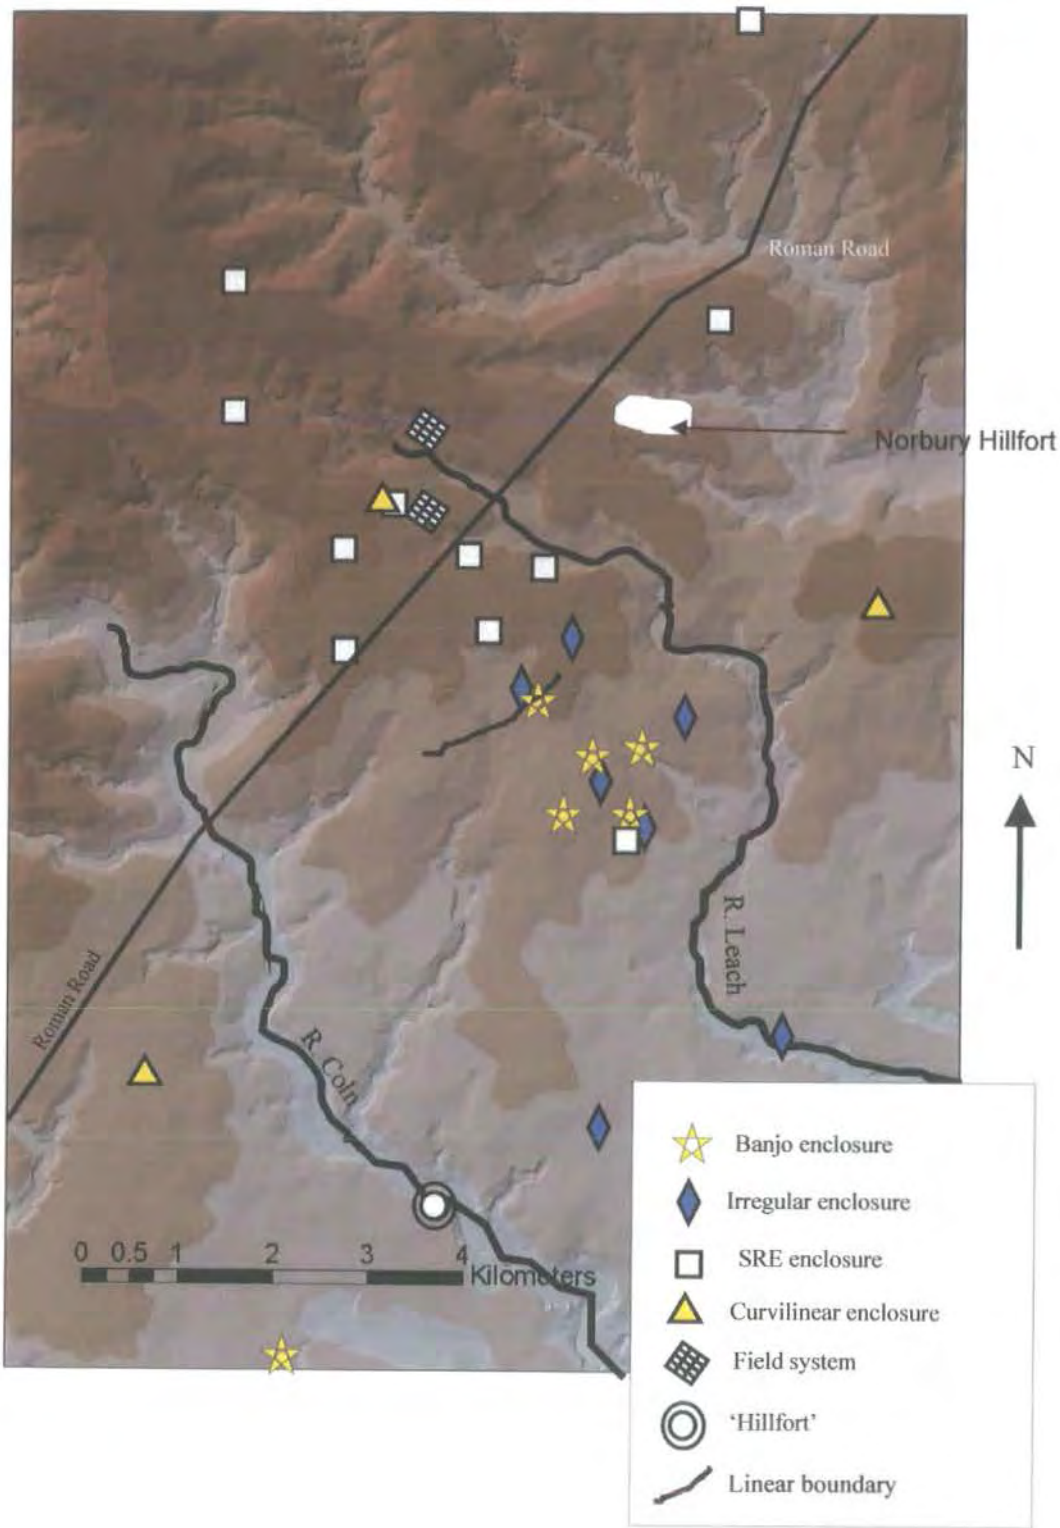 Roman Road
Norbury Hillfort
N
R. Leach
Roman Road
R. Coln
0 0.5 1 2 3 4
Kilometers
Banjo enclosure
Irregular enclosure
SRE enclosure
Curvilinear enclosure
Field system
‘Hillfort’
Linear boundary